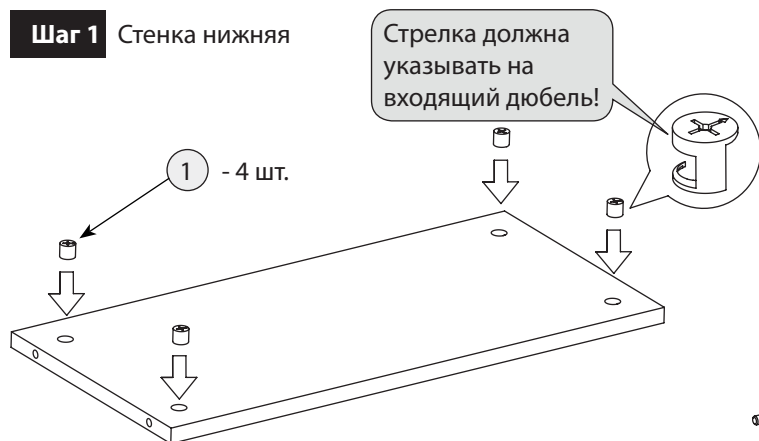 Шаг 1 Стенка нижняя
Стрелка должна
указывать на
входящий дюбель!
1 - 4 шт.